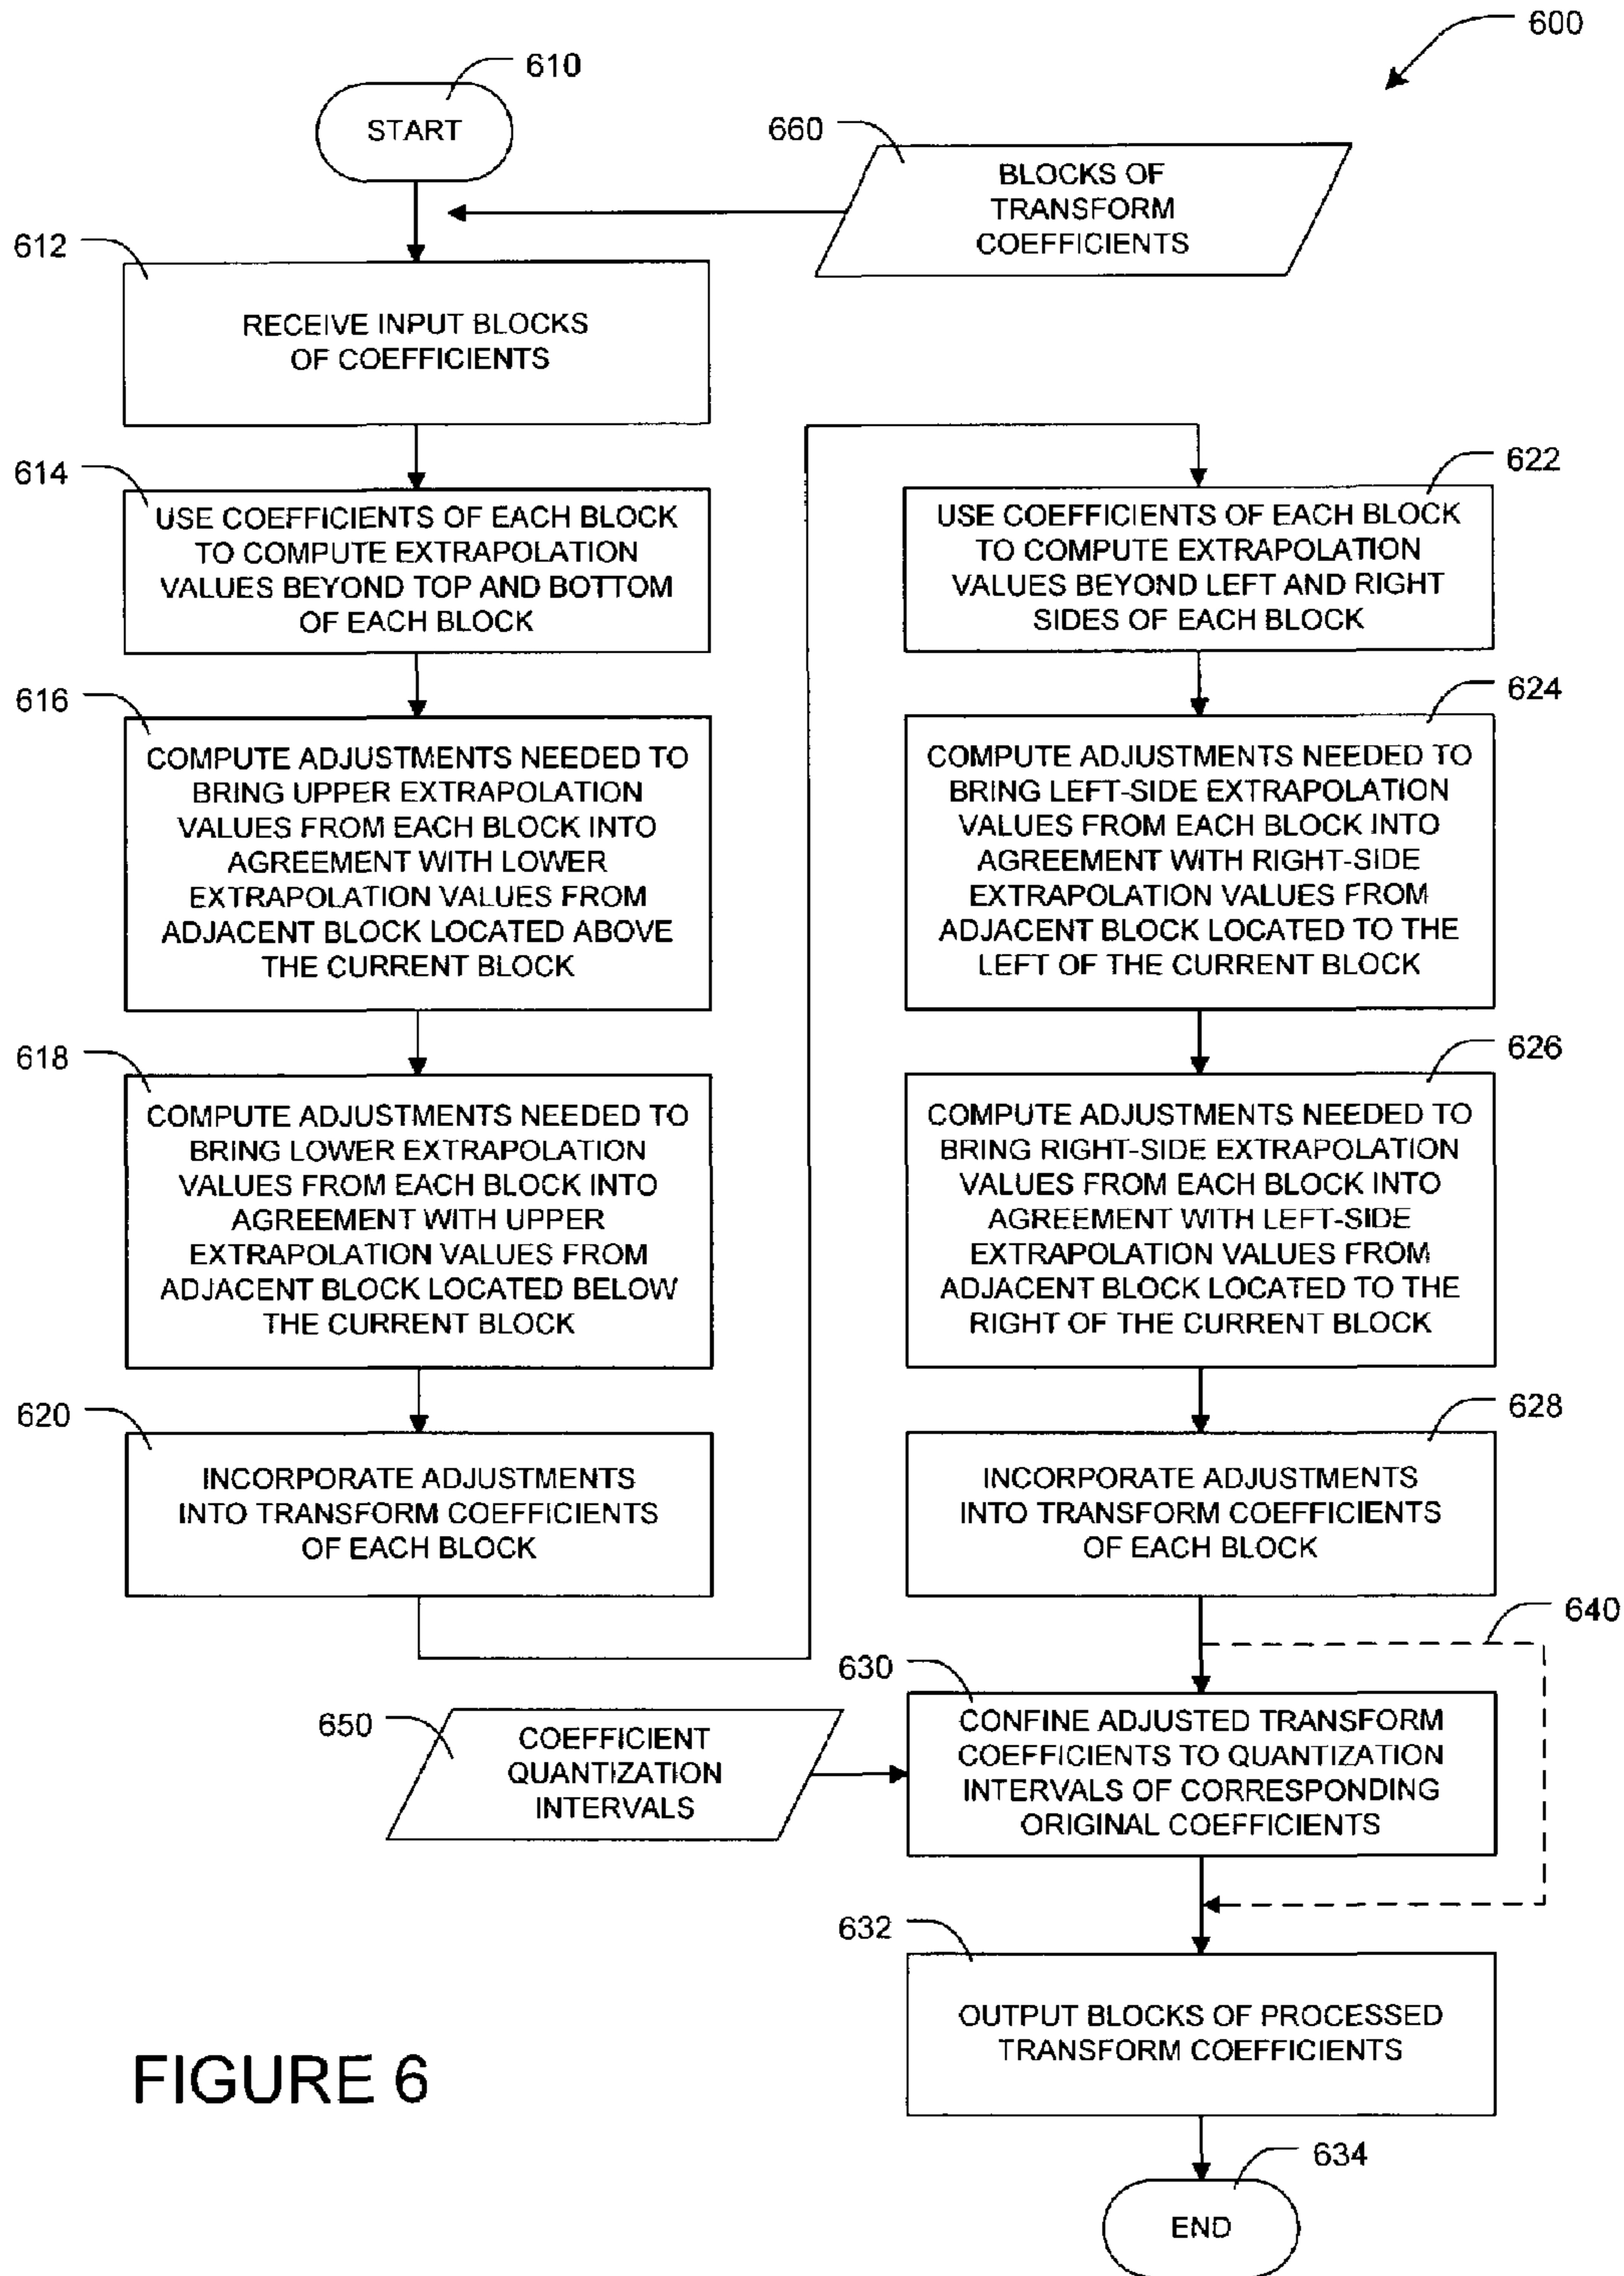 600
610
START
660
BLOCKS OF
TRANSFORM
COEFFICIENTS
612
RECEIVE INPUT BLOCKS
OF COEFFICIENTS
614
USE COEFFICIENTS OF EACH BLOCK
TO COMPUTE EXTRAPOLATION
VALUES BEYOND TOP AND BOTTOM
OF EACH BLOCK
616
COMPUTE ADJUSTMENTS NEEDED TO
BRING UPPER EXTRAPOLATION
VALUES FROM EACH BLOCK INTO
AGREEMENT WITH LOWER
EXTRAPOLATION VALUES FROM
ADJACENT BLOCK LOCATED ABOVE
THE CURRENT BLOCK
618
COMPUTE ADJUSTMENTS NEEDED TO
BRING LOWER EXTRAPOLATION
VALUES FROM EACH BLOCK INTO
AGREEMENT WITH UPPER
EXTRAPOLATION VALUES FROM
ADJACENT BLOCK LOCATED BELOW
THE CURRENT BLOCK
620
INCORPORATE ADJUSTMENTS
INTO TRANSFORM COEFFICIENTS
OF EACH BLOCK
622
USE COEFFICIENTS OF EACH BLOCK
TO COMPUTE EXTRAPOLATION
VALUES BEYOND LEFT AND RIGHT
SIDES OF EACH BLOCK
624
COMPUTE ADJUSTMENTS NEEDED TO
BRING LEFT-SIDE EXTRAPOLATION
VALUES FROM EACH BLOCK INTO
AGREEMENT WITH RIGHT-SIDE
EXTRAPOLATION VALUES FROM
ADJACENT BLOCK LOCATED TO THE
LEFT OF THE CURRENT BLOCK
626
COMPUTE ADJUSTMENTS NEEDED TO
BRING RIGHT-SIDE EXTRAPOLATION
VALUES FROM EACH BLOCK INTO
AGREEMENT WITH LEFT-SIDE
EXTRAPOLATION VALUES FROM
ADJACENT BLOCK LOCATED TO THE
RIGHT OF THE CURRENT BLOCK
628
INCORPORATE ADJUSTMENTS
INTO TRANSFORM COEFFICIENTS
OF EACH BLOCK
640
630
CONFINE ADJUSTED TRANSFORM
COEFFICIENTS TO QUANTIZATION
INTERVALS OF CORRESPONDING
ORIGINAL COEFFICIENTS
650
COEFFICIENT
QUANTIZATION
INTERVALS
632
OUTPUT BLOCKS OF PROCESSED
TRANSFORM COEFFICIENTS
634
END
FIGURE 6